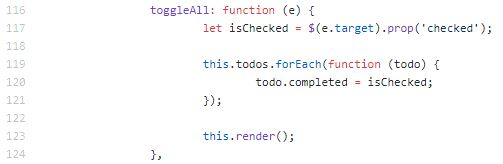 116 toggleAll: function (e) {
117 let isChecked = $(e.target).prop('checked');
118
119 this.todos.forEach(function (todo) {
120 todo.completed = isChecked;
121 });
122
123 this.render();
124 },